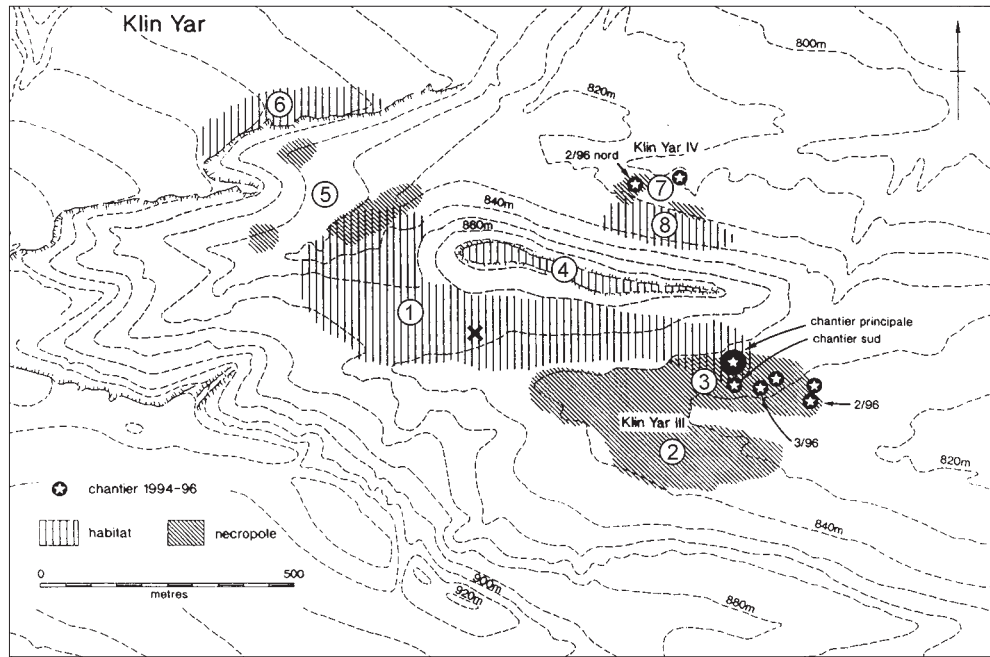 Klin Yar
800m
820m
6
Klin Yar IV
2/96 nord
7
5
840m
8
860m
4
1
chantier principale
chantier sud
3
2/96
Klin Yar III
3/96
2
820m
chantier 1994-96
habitat
necropole
840m
0
500
metres
900m
920m
880m